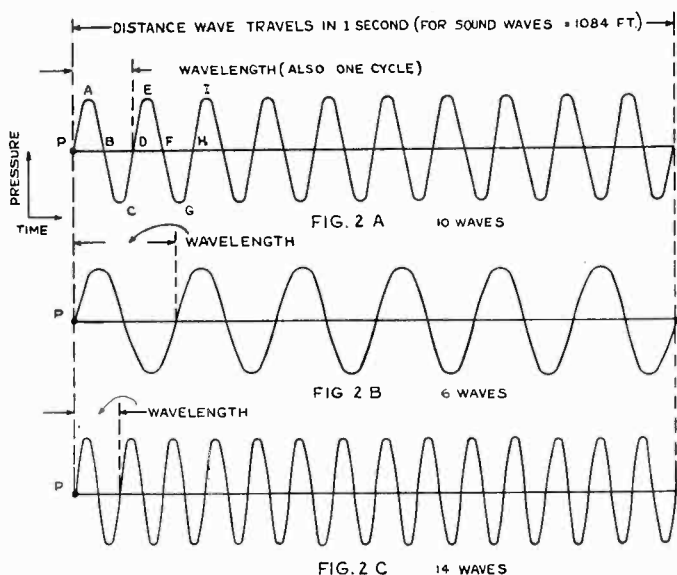 DISTANCE WAVE TRAVELS IN 1 SECOND (FOR SOUND WAVES = 1084 FT.)
WAVELENGTH (ALSO ONE CYCLE)
A E I
P B D F H
C G
PRESSURE
TIME
FIG. 2 A 10 WAVES
WAVELENGTH
P
FIG 2 B 6 WAVES
WAVELENGTH
P
FIG. 2 C 14 WAVES